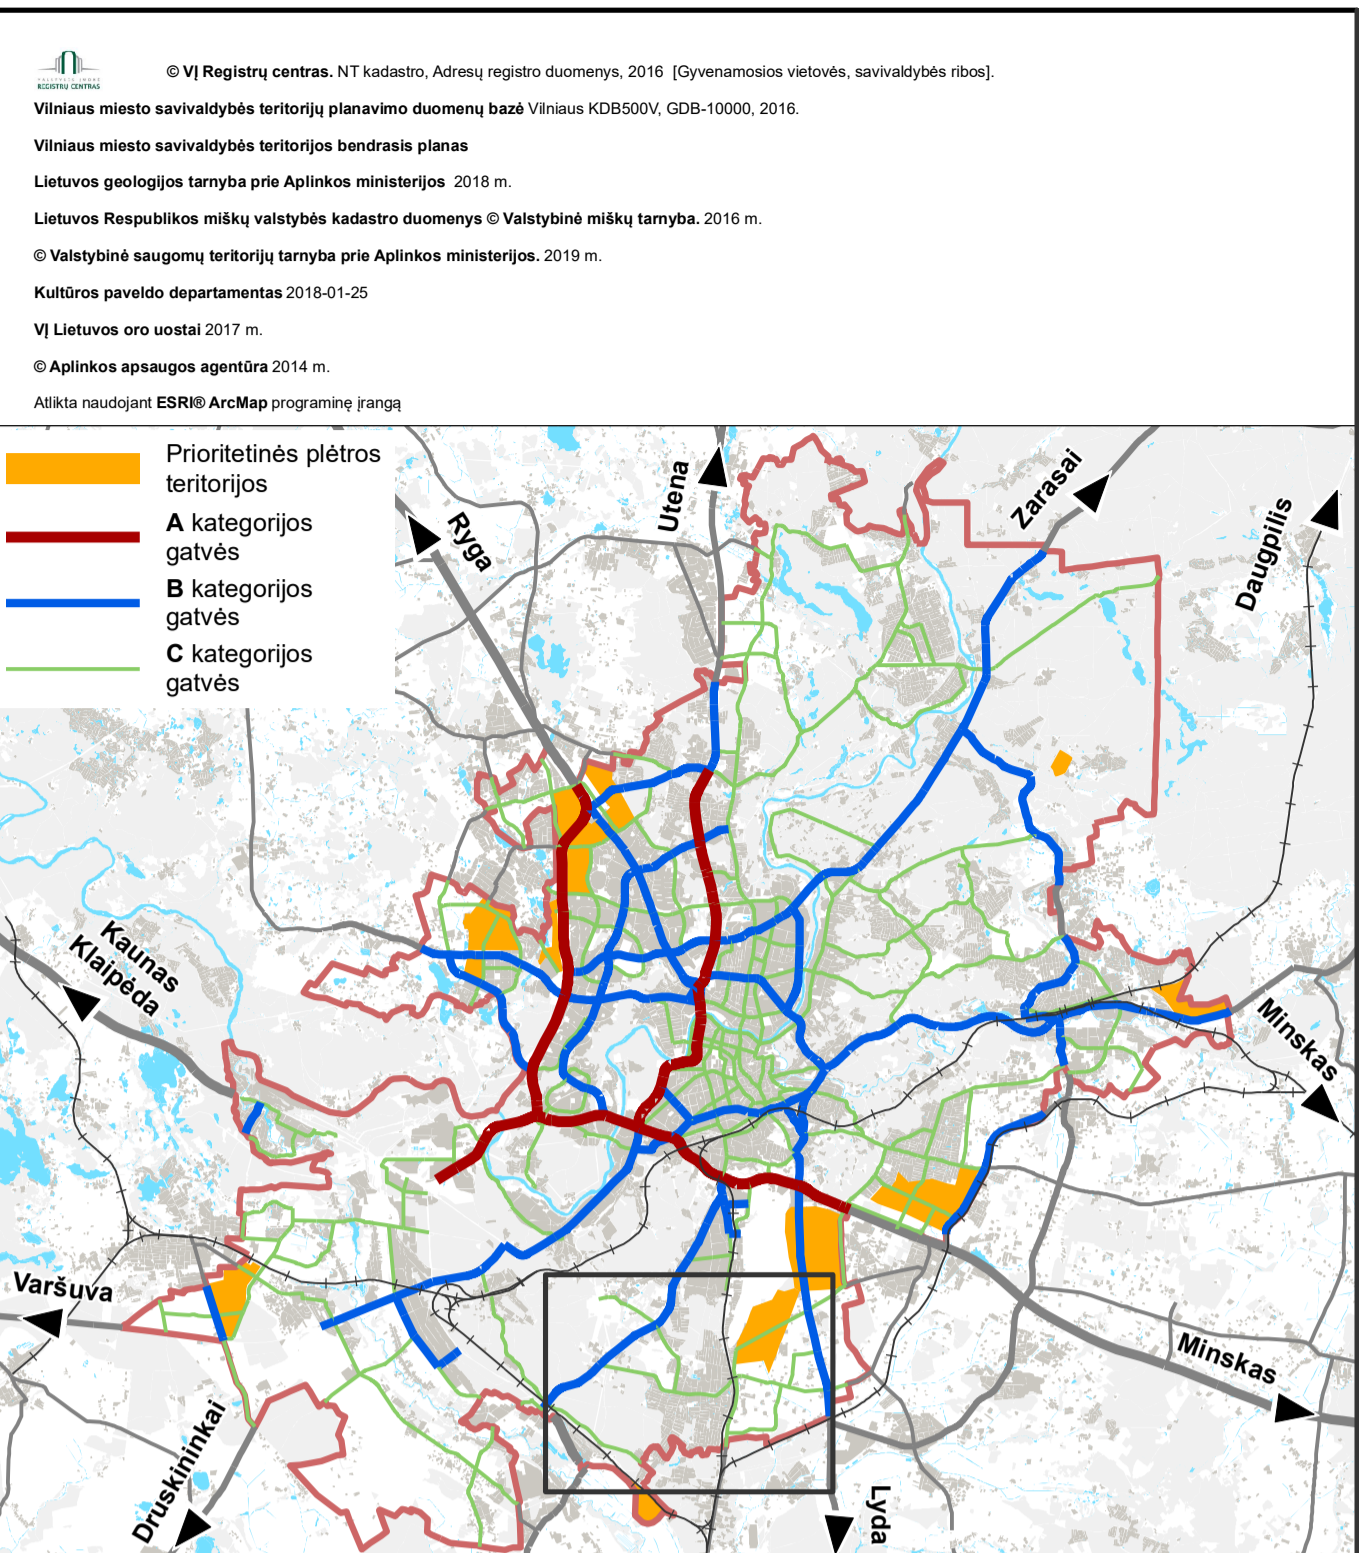 VALSTYBĖS ĮMONĖ
REGISTRŲ CENTRAS
© VĮ Registrų centras. NT kadastro, Adresų registro duomenys, 2016 [Gyvenamosios vietovės, savivaldybės ribos].
Vilniaus miesto savivaldybės teritorijų planavimo duomenų bazė Vilniaus KDB500V, GDB-10000, 2016.
Vilniaus miesto savivaldybės teritorijos bendrasis planas
Lietuvos geologijos tarnyba prie Aplinkos ministerijos 2018 m.
Lietuvos Respublikos miškų valstybės kadastro duomenys © Valstybinė miškų tarnyba. 2016 m.
© Valstybinė saugomų teritorijų tarnyba prie Aplinkos ministerijos. 2019 m.
Kultūros paveldo departamentas 2018-01-25
VĮ Lietuvos oro uostai 2017 m.
© Aplinkos apsaugos agentūra 2014 m.
Atlikta naudojant ESRI® ArcMap programinę įrangą
Prioritetinės plėtros
teritorijos
A kategorijos
gatvės
B kategorijos
gatvės
C kategorijos
gatvės
Ryga
Utena
Zarasai
Daugpilis
Kaunas
Klaipėda
Minskas
Varšuva
Minskas
Druskininkai
Lyda